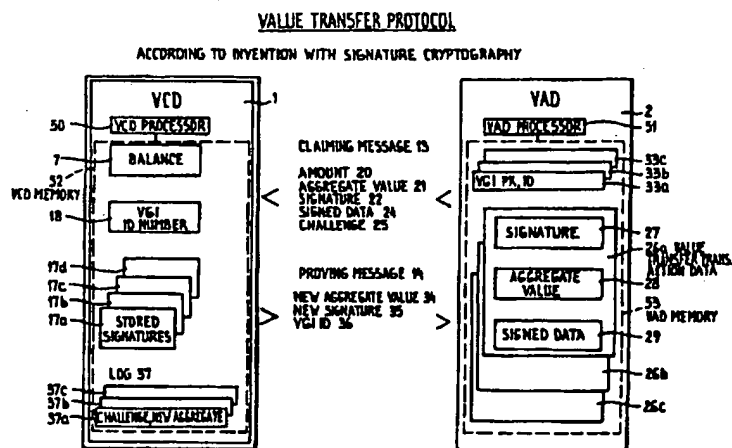 VALUE TRANSFER PROTOCOL
ACCORDING TO INVENTION WITH SIGNATURE CRYPTOGRAPHY
VCD
1
50
VCD PROCESSOR
7
BALANCE
52
VCD MEMORY
18
VGI
ID NUMBER
17d
17c
17b
17a
STORED
SIGNATURES
LOG 37
37c
37b
37a
CHALLENGE, NEW AGGREGATE
CLAIMING MESSAGE 13
AMOUNT 20
AGGREGATE VALUE 21
SIGNATURE 22
SIGNED DATA 24
CHALLENGE 25
<
<
PROVING MESSAGE 14
NEW AGGREGATE VALUE 34
NEW SIGNATURE 35
VGI ID 36
>
>
VAD
2
VAD PROCESSOR
51
33c
33b
33a
VGI PK, ID
SIGNATURE
27
26a VALUE
TRANSFER TRANS
ACTION DATA
AGGREGATE
VALUE
28
53
VAD MEMORY
SIGNED DATA
29
26b
26c